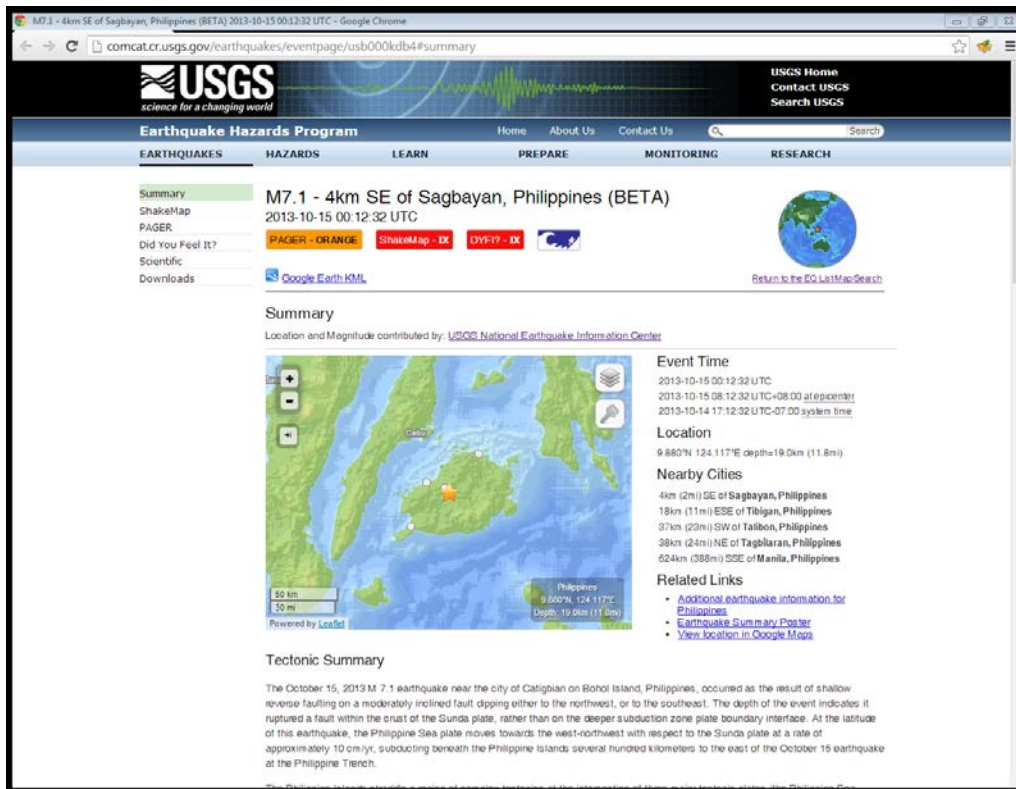 M7.1 - 4km SE of Sagbayan, Philippines (BETA) 2013-10-15 00:12:32 UTC - Google Chrome
comcat.cr.usgs.gov/earthquakes/eventpage/usb000kdb4#summary
USGS
science for a changing world
USGS Home
Contact USGS
Search USGS
Earthquake Hazards Program
Home About Us Contact Us Search
EARTHQUAKES HAZARDS LEARN PREPARE MONITORING RESEARCH
Summary
ShakeMap
PAGER
Did You Feel It?
Scientific
Downloads
M7.1 - 4km SE of Sagbayan, Philippines (BETA)
2013-10-15 00:12:32 UTC
PAGER - ORANGE ShakeMap - IX DYFI? - IX
Google Earth KML
Return to the EQ List/Map/Search
Summary
Location and Magnitude contributed by: USGS National Earthquake Information Center
Cebu
50 km
30 mi
Powered by Leaflet
Philippines
9.880°N, 124.117°E
Depth: 19.0km (11.8mi)
Event Time
2013-10-15 00:12:32 UTC
2013-10-15 08:12:32 UTC+08:00 at epicenter
2013-10-14 17:12:32 UTC-07:00 system time
Location
9.880°N 124.117°E depth=19.0km (11.8mi)
Nearby Cities
4km (2mi) SE of Sagbayan, Philippines
18km (11mi) ESE of Tibigan, Philippines
37km (23mi) SW of Talibon, Philippines
38km (24mi) NE of Tagbilaran, Philippines
624km (388mi) SSE of Manila, Philippines
Related Links
Additional earthquake information for
Philippines
Earthquake Summary Poster
View location in Google Maps
Tectonic Summary
The October 15, 2013 M 7.1 earthquake near the city of Catigbian on Bohol Island, Philippines, occurred as the result of shallow
reverse faulting on a moderately inclined fault dipping either to the northwest, or to the southeast. The depth of the event indicates it
ruptured a fault within the crust of the Sunda plate, rather than on the deeper subduction zone plate boundary interface. At the latitude
of this earthquake, the Philippine Sea plate moves towards the west-northwest with respect to the Sunda plate at a rate of
approximately 10 cm/yr, subducting beneath the Philippine Islands several hundred kilometers to the east of the October 15 earthquake
at the Philippine Trench.